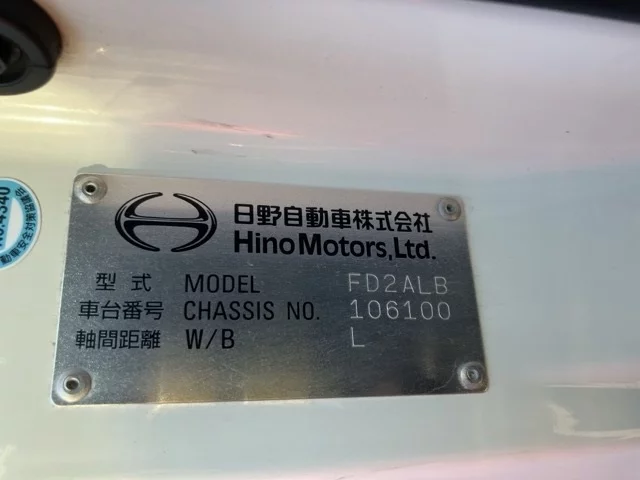 日野自動車株式会社
Hino Motors, Ltd.
型式 MODEL FD2ALB
車台番号 CHASSIS NO. 106100
軸間距離 W/B L